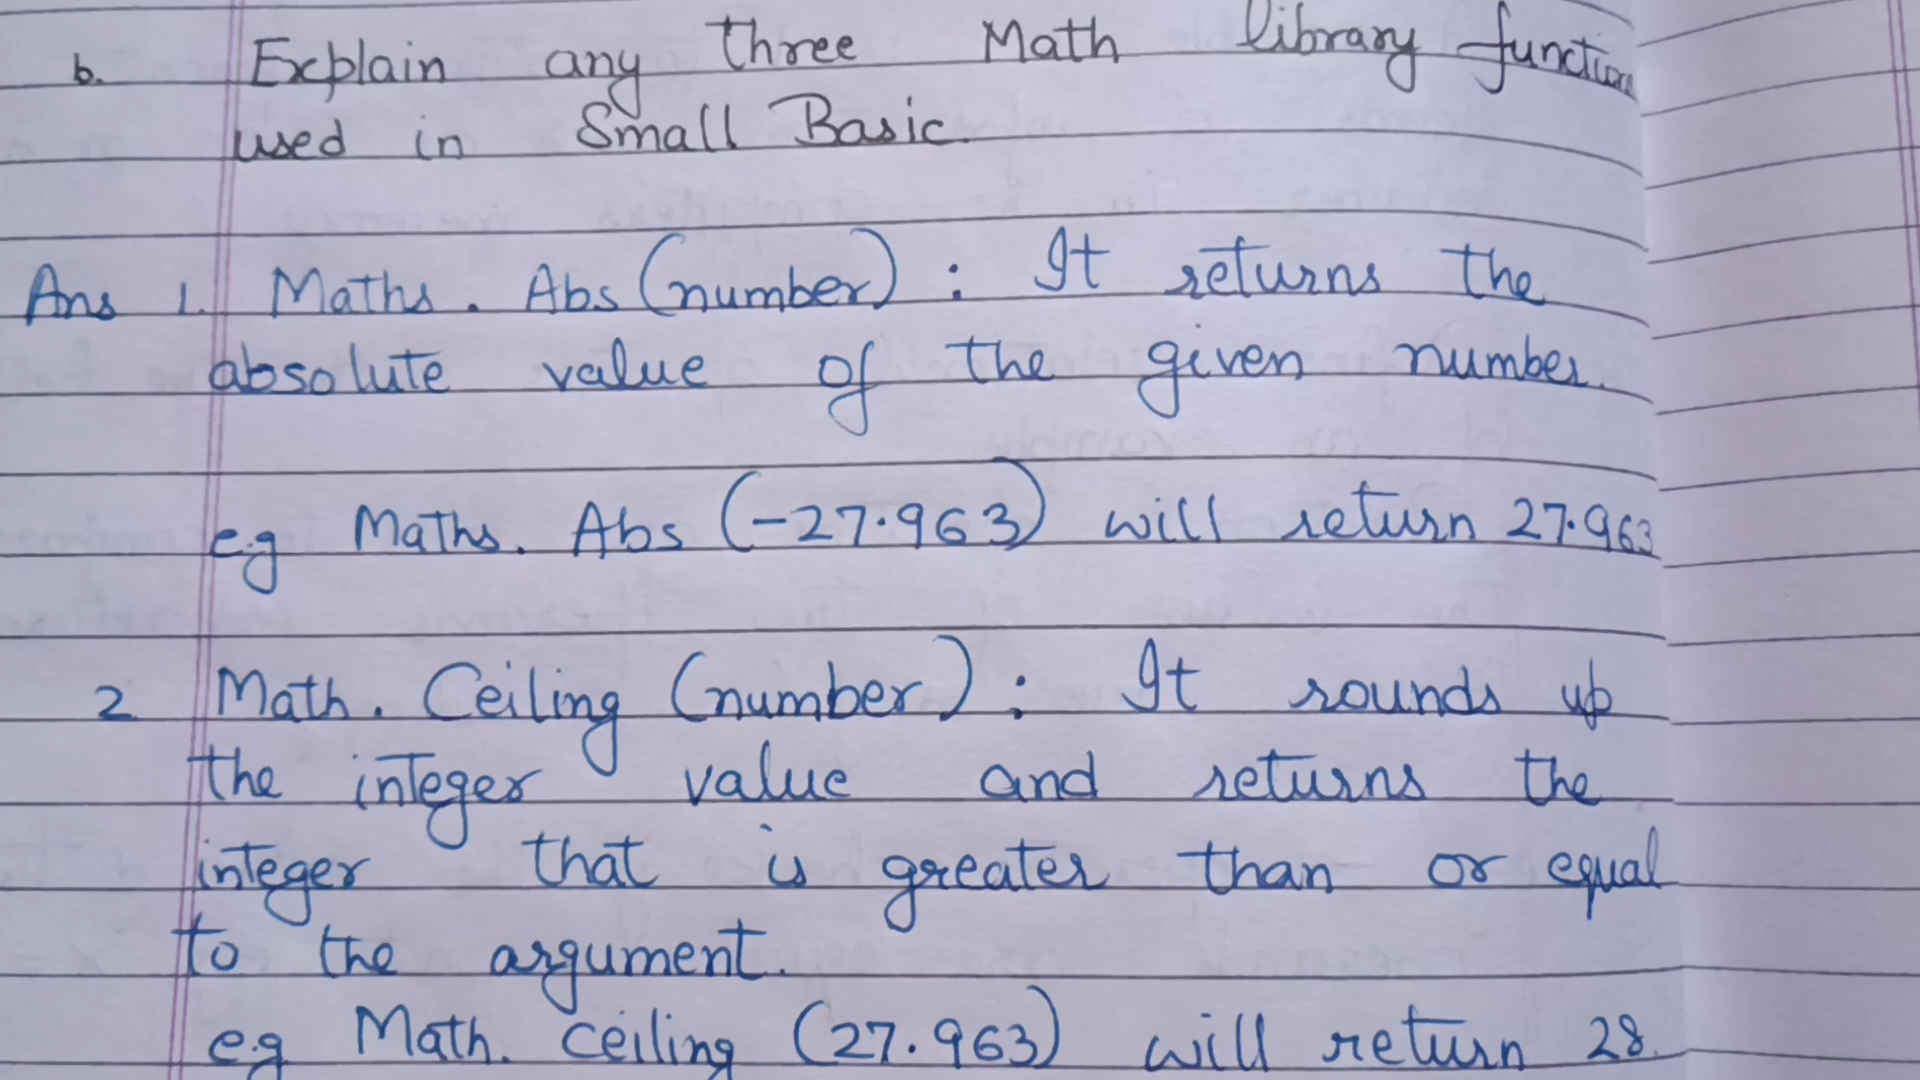 b. Explain any three Math library function
used in Small Basic.
Ans 1. Maths. Abs (number) : It returns the
absolute value of the given number.
e.g Maths. Abs (-27.963) will return 27.963
2 Math. Ceiling (number) : It rounds up
the integer value and returns the
integer that is greater than or equal
to the argument.
e.g Math. Ceiling (27.963) will return 28.